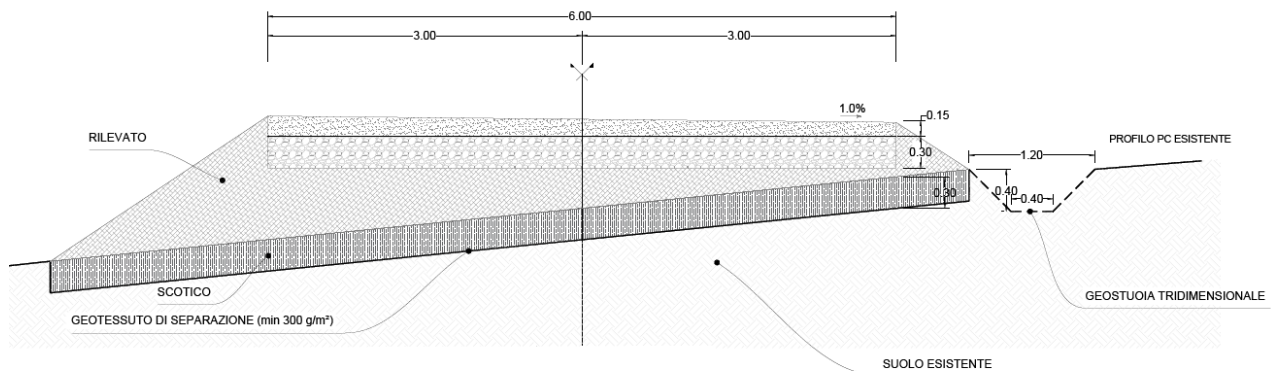 6.00
3.00
3.00
1.0%
0.15
RILEVATO
PROFILO PC ESISTENTE
0.30
1.20
0.30
0.40
0.40
SCOTICO
GEOSTUOIA TRIDIMENSIONALE
GEOTESSUTO DI SEPARAZIONE (min 300 g/m²)
SUOLO ESISTENTE